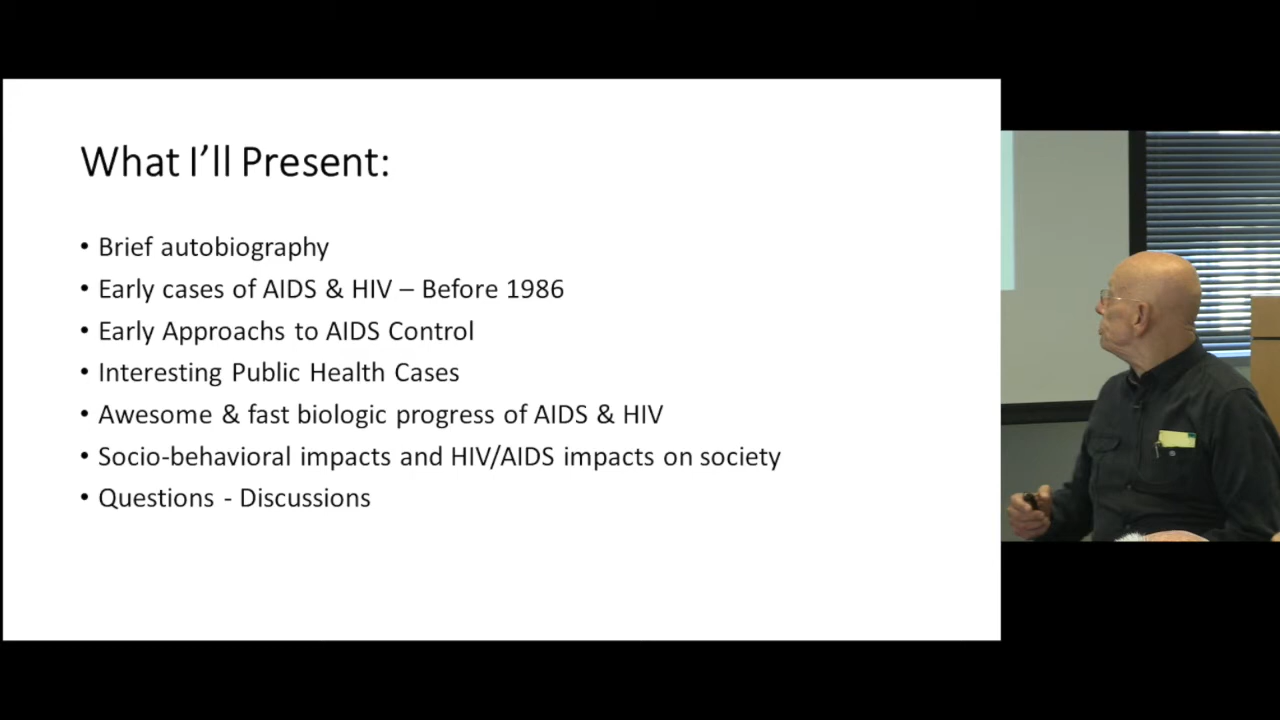 What I'll Present:
• Brief autobiography
• Early cases of AIDS & HIV – Before 1986
• Early Approachs to AIDS Control
• Interesting Public Health Cases
• Awesome & fast biologic progress of AIDS & HIV
• Socio-behavioral impacts and HIV/AIDS impacts on society
• Questions - Discussions